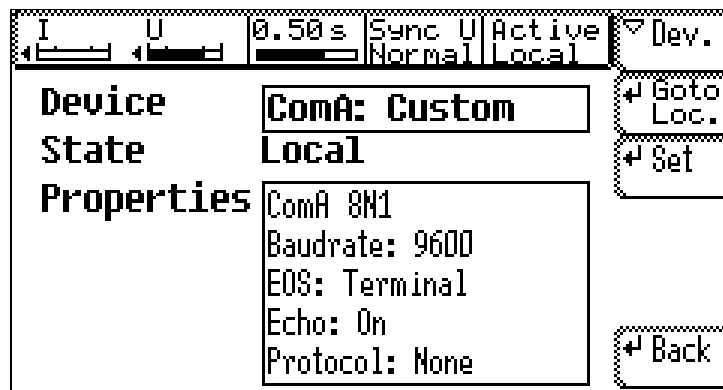 I U 0.50 s Sync U Active
Normal Local
Dev.
Goto
Loc.
Set
Back
Device ComA: Custom
State Local
Properties ComA 8N1
Baudrate: 9600
EOS: Terminal
Echo: On
Protocol: None